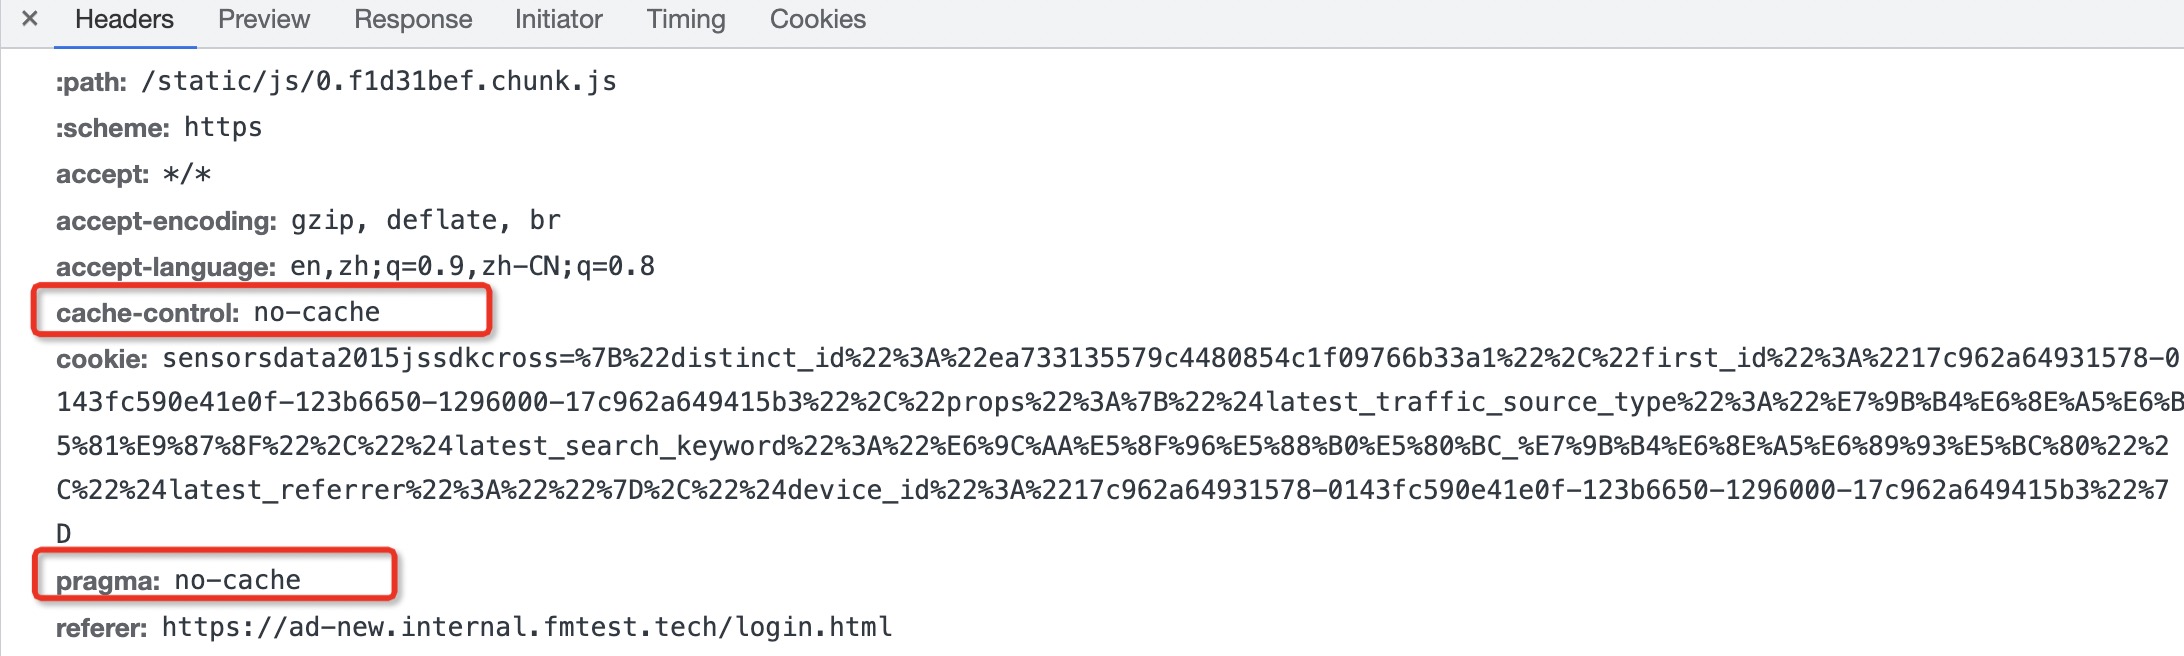 × Headers Preview Response Initiator Timing Cookies
:path: /static/js/0.f1d31bef.chunk.js
:scheme: https
accept: */*
accept-encoding: gzip, deflate, br
accept-language: en,zh;q=0.9,zh-CN;q=0.8
cache-control: no-cache
cookie: sensorsdata2015jssdkcross=%7B%22distinct_id%22%3A%22ea733135579c4480854c1f09766b33a1%22%2C%22first_id%22%3A%2217c962a64931578-0
143fc590e41e0f-123b6650-1296000-17c962a649415b3%22%2C%22props%22%3A%7B%22%24latest_traffic_source_type%22%3A%22%E7%9B%B4%E6%8E%A5%E6%B
5%81%E9%87%8F%22%2C%22%24latest_search_keyword%22%3A%22%E6%9C%AA%E5%8F%96%E5%88%B0%E5%80%BC_%E7%9B%B4%E6%8E%A5%E6%89%93%E5%BC%80%22%2
C%22%24latest_referrer%22%3A%22%22%7D%2C%22%24device_id%22%3A%2217c962a64931578-0143fc590e41e0f-123b6650-1296000-17c962a649415b3%22%7
D
pragma: no-cache
referer: https://ad-new.internal.fmtest.tech/login.html